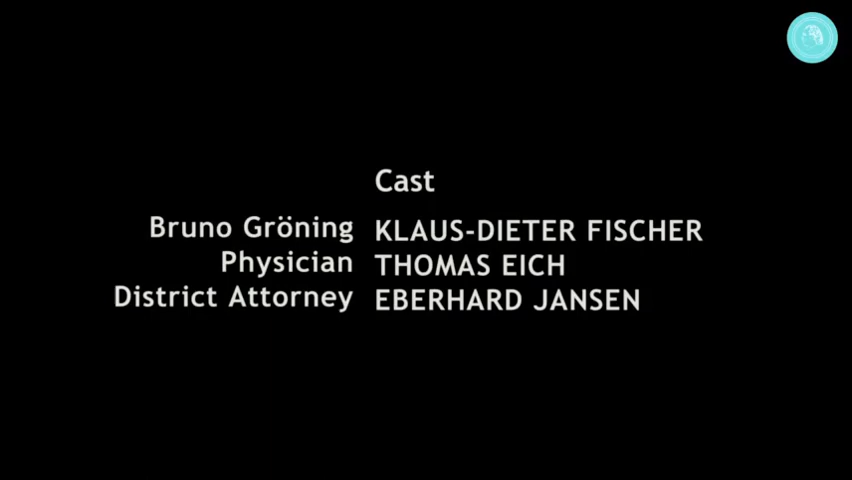 Cast
Bruno Gröning KLAUS-DIETER FISCHER
Physician THOMAS EICH
District Attorney EBERHARD JANSEN